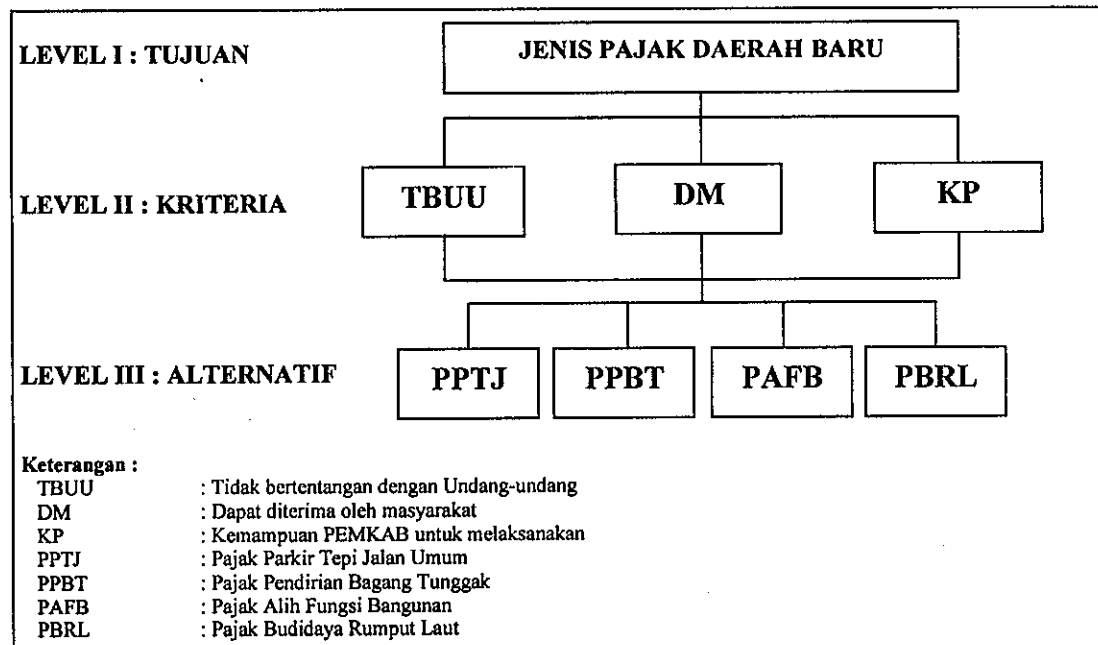 LEVEL I : TUJUAN
JENIS PAJAK DAERAH BARU
LEVEL II : KRITERIA
TBUU DM KP
LEVEL III : ALTERNATIF
PPTJ PPBT PAFB PBRL
Keterangan :
TBUU : Tidak bertentangan dengan Undang-undang
DM : Dapat diterima oleh masyarakat
KP : Kemampuan PEMKAB untuk melaksanakan
PPTJ : Pajak Parkir Tepi Jalan Umum
PPBT : Pajak Pendirian Bagang Tunggak
PAFB : Pajak Alih Fungsi Bangunan
PBRL : Pajak Budidaya Rumput Laut